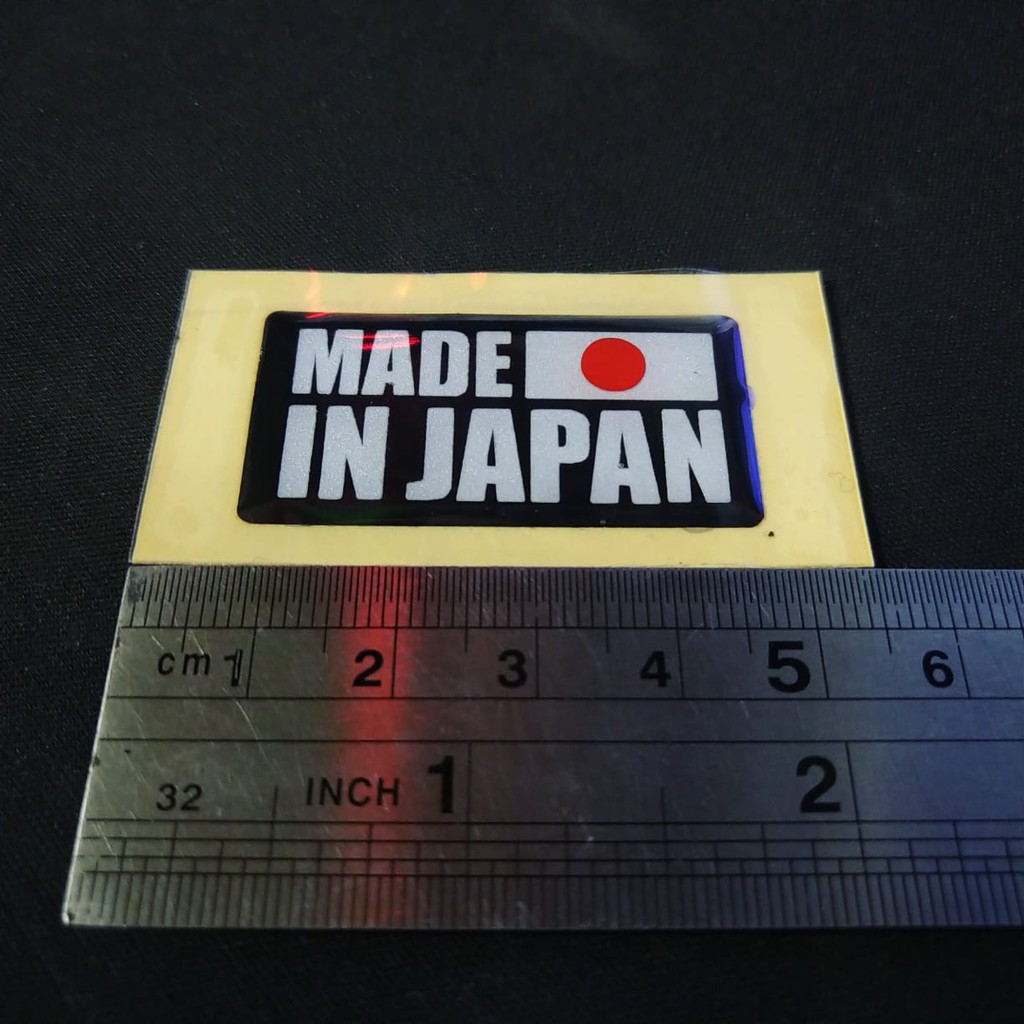 MADE
IN JAPAN
cm 1 2 3 4 5 6
32 INCH 1 2